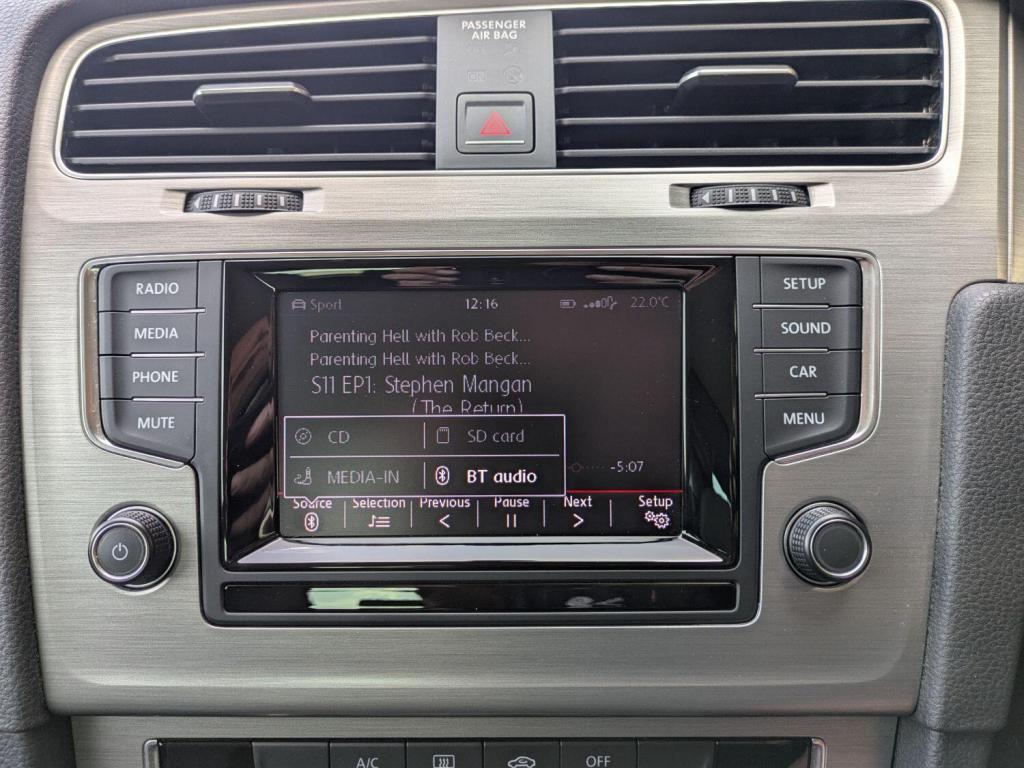 PASSENGER
AIR BAG
RADIO
MEDIA
PHONE
MUTE
SETUP
SOUND
CAR
MENU
Sport 12:16 22.0°C
Parenting Hell with Rob Beck...
Parenting Hell with Rob Beck...
S11 EP1: Stephen Mangan
(The Return)
CD SD card
MEDIA-IN BT audio
-5:07
Source Selection Previous Pause Next Setup
A/C OFF